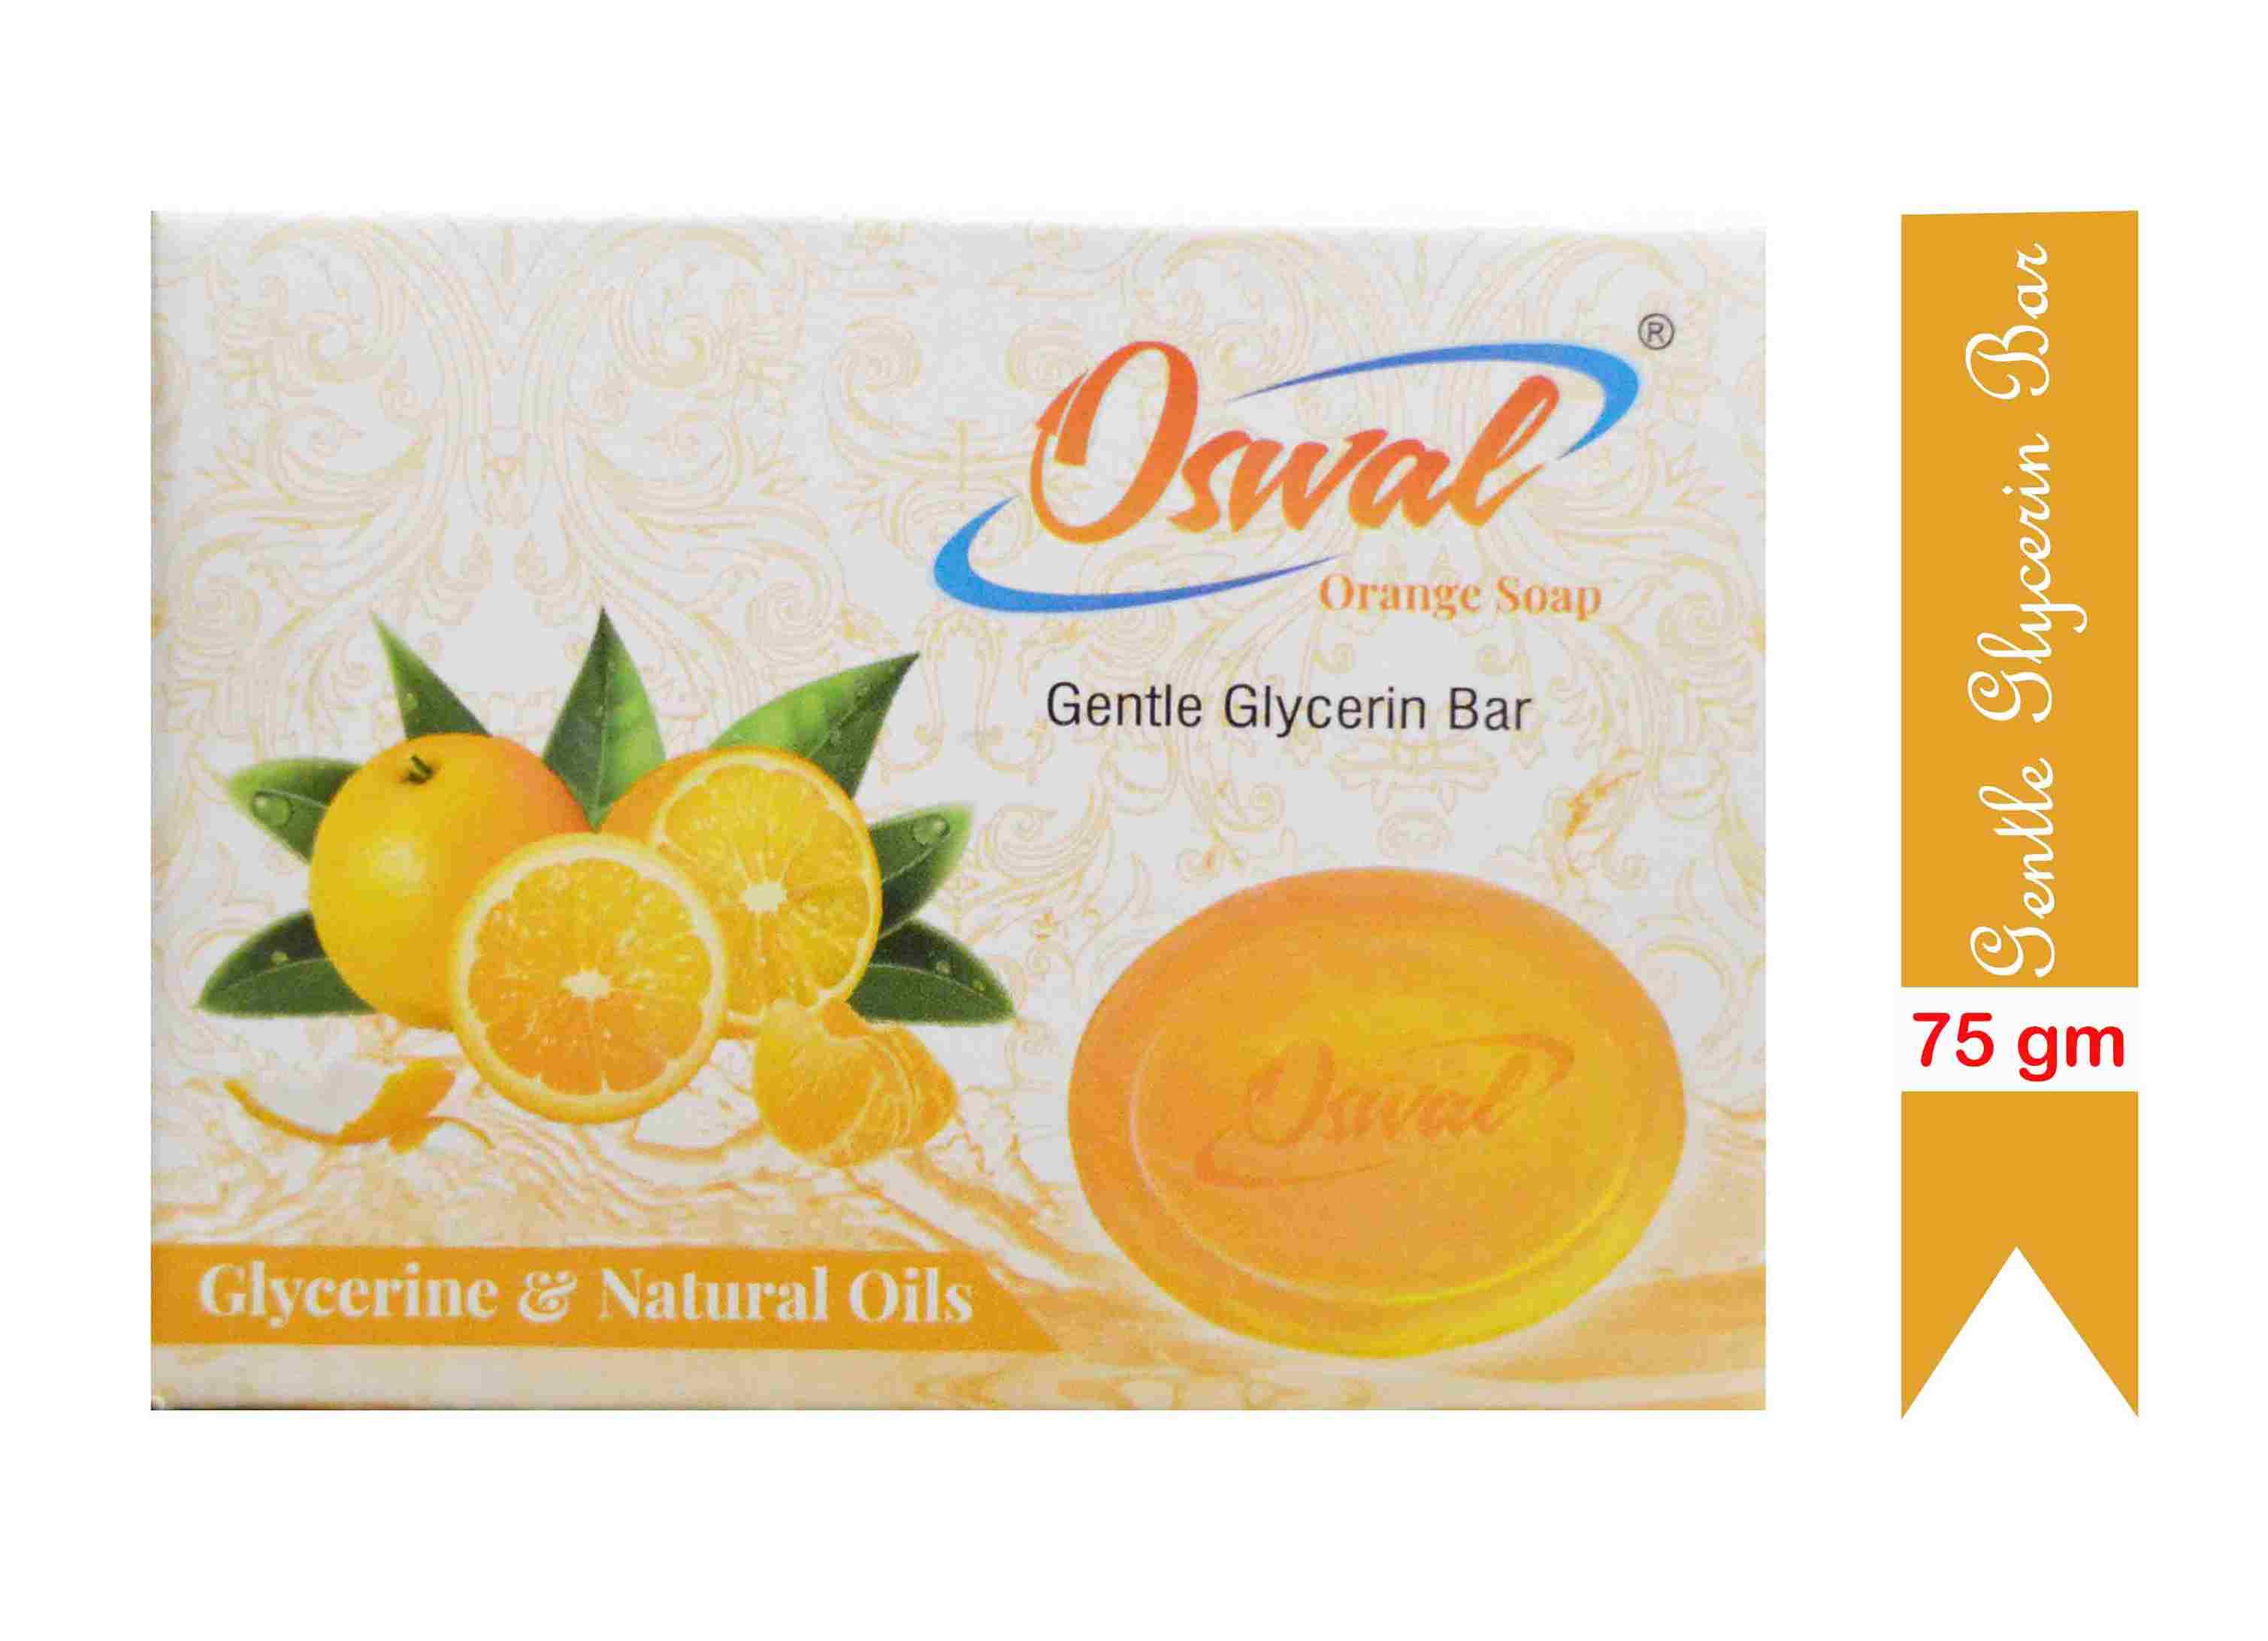 Oswal ®
Orange Soap
Gentle Glycerin Bar
Oswal
Glycerine & Natural Oils
Gentle Glycerin Bar
75 gm